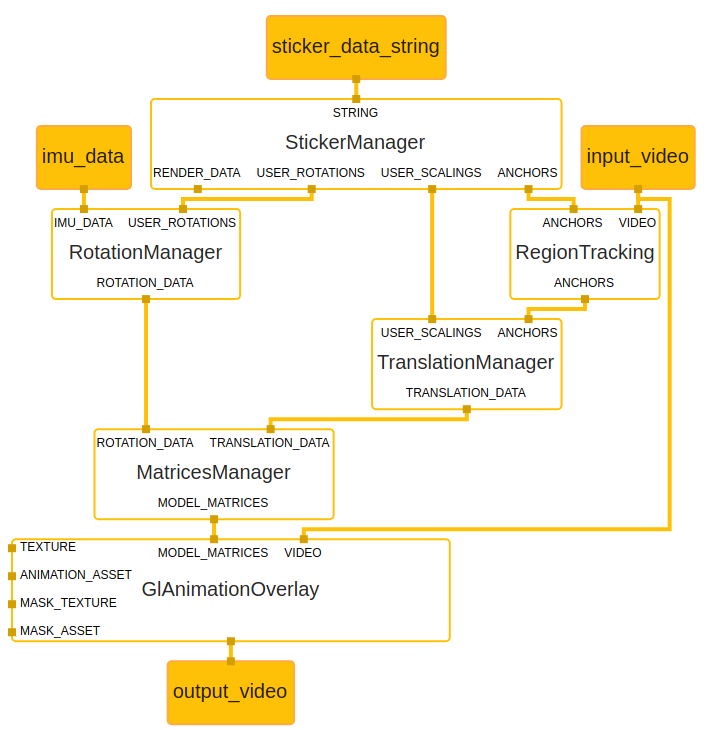 sticker_data_string
STRING
StickerManager
RENDER_DATA USER_ROTATIONS USER_SCALINGS ANCHORS
imu_data
input_video
IMU_DATA USER_ROTATIONS
RotationManager
ROTATION_DATA
ANCHORS VIDEO
RegionTracking
ANCHORS
USER_SCALINGS ANCHORS
TranslationManager
TRANSLATION_DATA
ROTATION_DATA TRANSLATION_DATA
MatricesManager
MODEL_MATRICES
TEXTURE
MODEL_MATRICES VIDEO
ANIMATION_ASSET
GlAnimationOverlay
MASK_TEXTURE
MASK_ASSET
output_video